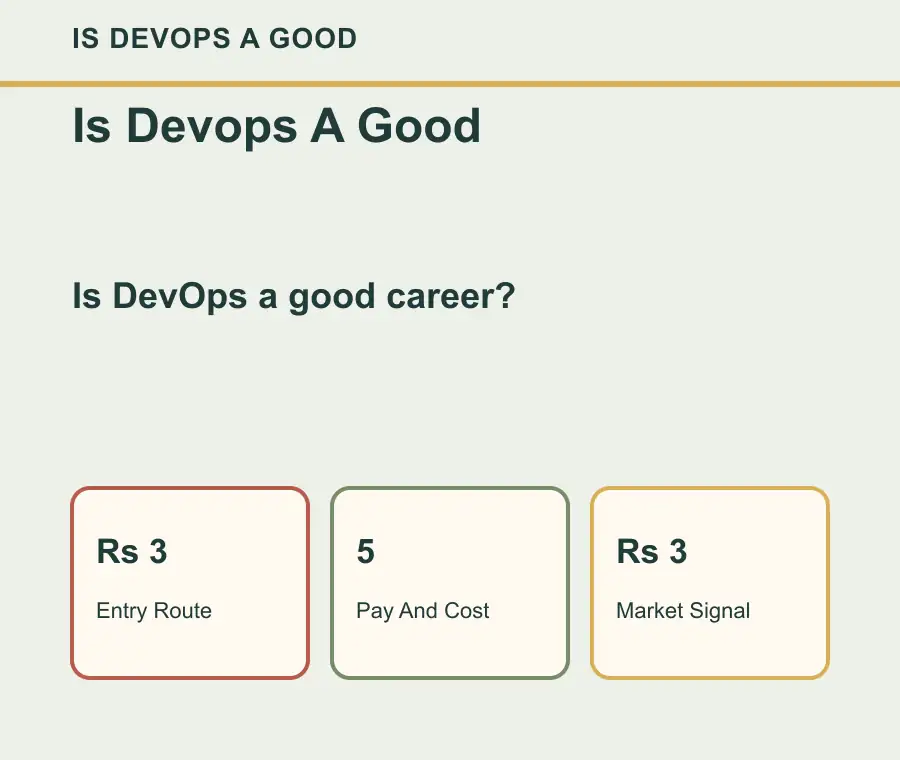 IS DEVOPS A GOOD
Is Devops A Good
Is DevOps a good career?
Rs 3
Entry Route
5
Pay And Cost
Rs 3
Market Signal